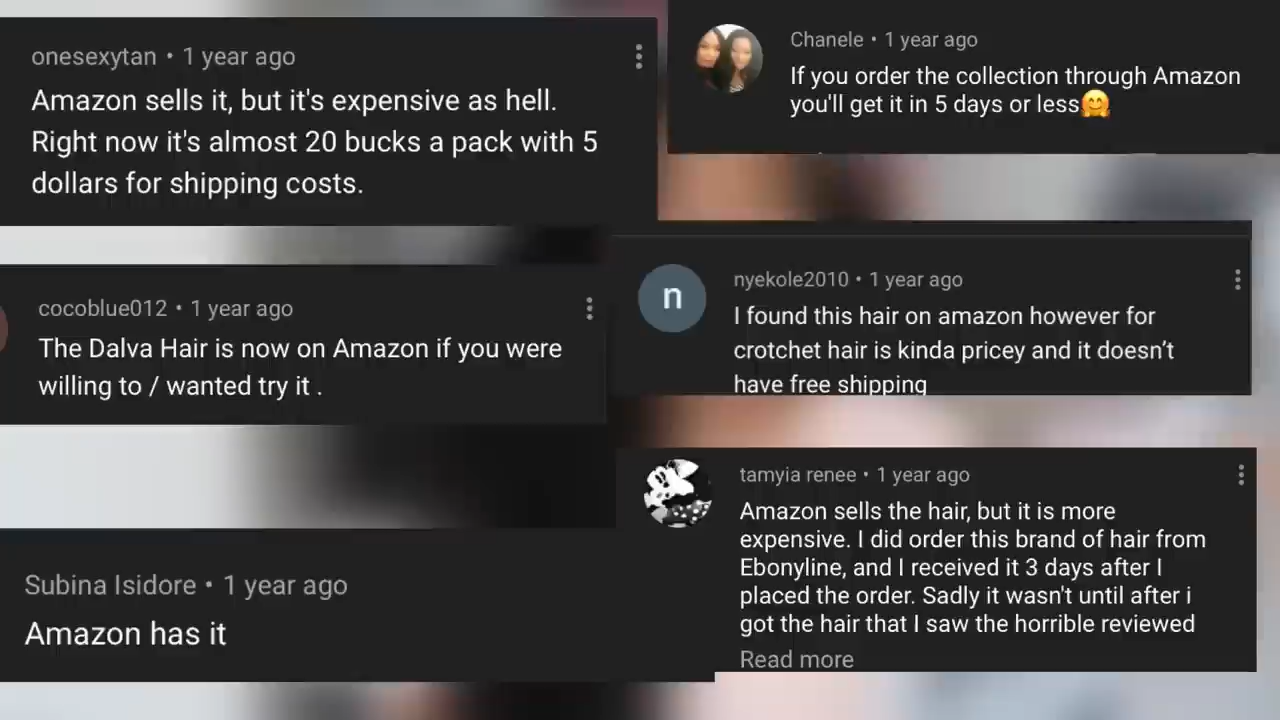 onesexytan • 1 year ago
Amazon sells it, but it's expensive as hell.
Right now it's almost 20 bucks a pack with 5
dollars for shipping costs.
Chanele • 1 year ago
If you order the collection through Amazon
you'll get it in 5 days or less🤗
cocoblue012 • 1 year ago
The Dalva Hair is now on Amazon if you were
willing to / wanted try it .
n
nyekole2010 • 1 year ago
I found this hair on amazon however for
crotchet hair is kinda pricey and it doesn't
have free shipping
Subina Isidore • 1 year ago
Amazon has it
tamyia renee • 1 year ago
Amazon sells the hair, but it is more
expensive. I did order this brand of hair from
Ebonyline, and I received it 3 days after I
placed the order. Sadly it wasn't until after i
got the hair that I saw the horrible reviewed
Read more